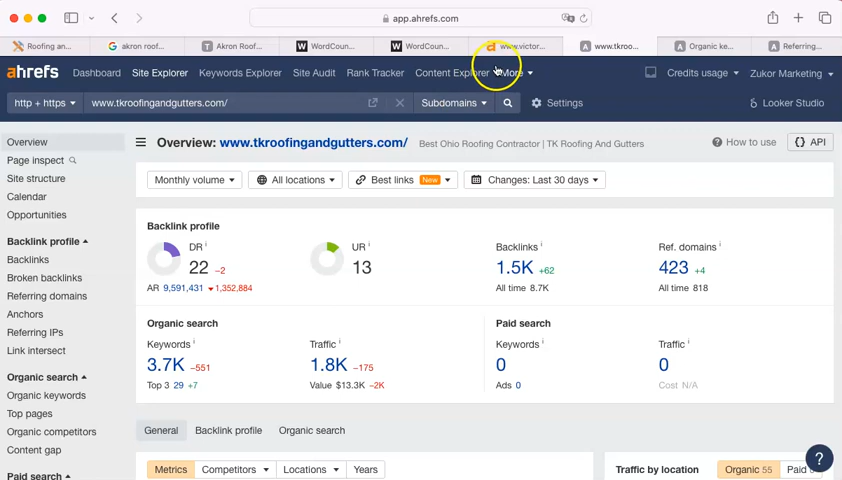 app.ahrefs.com
Roofing an...
akron roof...
Akron Roof...
WordCoun...
WordCoun...
www.victor...
www.tkroo...
Organic ke...
Referring...
ahrefs
Dashboard
Site Explorer
Keywords Explorer
Site Audit
Rank Tracker
Content Explorer
More
Credits usage
Zukor Marketing
http + https
www.tkroofingandgutters.com/
Subdomains
Settings
Looker Studio
Overview
Page inspect
Site structure
Calendar
Opportunities
Backlink profile
Backlinks
Broken backlinks
Referring domains
Anchors
Referring IPs
Link intersect
Organic search
Organic keywords
Top pages
Organic competitors
Content gap
Paid search
Overview: www.tkroofingandgutters.com/
Best Ohio Roofing Contractor | TK Roofing And Gutters
How to use
{} API
Monthly volume
All locations
Best links New
Changes: Last 30 days
Backlink profile
DR i
22 −2
AR 9,591,431 1,352,884
UR i
13
Backlinks i
1.5K +62
All time 8.7K
Ref. domains i
423 +4
All time 818
Organic search
Keywords i
3.7K −551
Top 3 29 +7
Traffic i
1.8K −175
Value $13.3K −2K
Paid search
Keywords i
0
Ads 0
Traffic i
0
Cost N/A
General
Backlink profile
Organic search
Metrics
Competitors
Locations
Years
Traffic by location
Organic 55
Paid
?